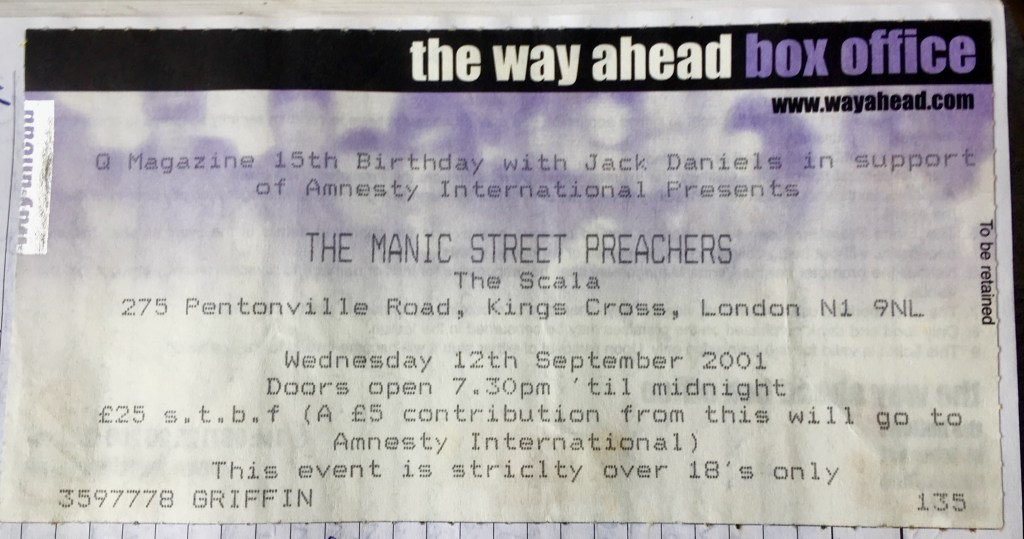 the way ahead box office
www.wayahead.com
Q Magazine 15th Birthday with Jack Daniels in support
of Amnesty International Presents
THE MANIC STREET PREACHERS
The Scala
275 Pentonville Road, Kings Cross, London N1 9NL
To be retained
Wednesday 12th September 2001
Doors open 7.30pm 'til midnight
£25 s.t.b.f (A £5 contribution from this will go to
Amnesty International)
This event is striclty over 18's only
3597778 GRIFFIN 135